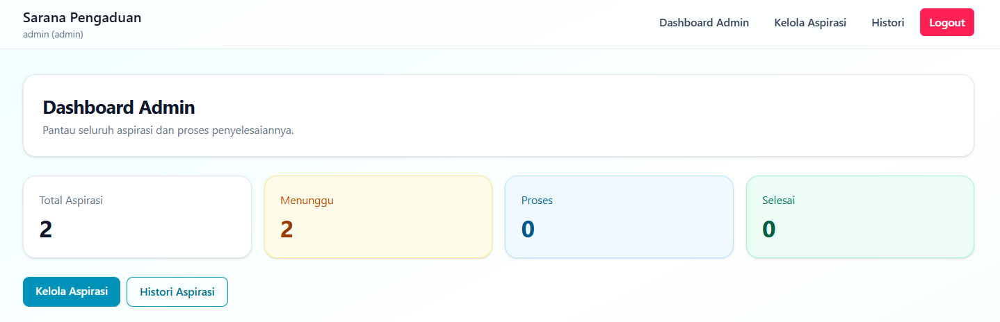 Sarana Pengaduan
admin (admin)
Dashboard Admin
Kelola Aspirasi
Histori
Logout
Dashboard Admin
Pantau seluruh aspirasi dan proses penyelesaiannya.
Total Aspirasi
2
Menunggu
2
Proses
0
Selesai
0
Kelola Aspirasi
Histori Aspirasi